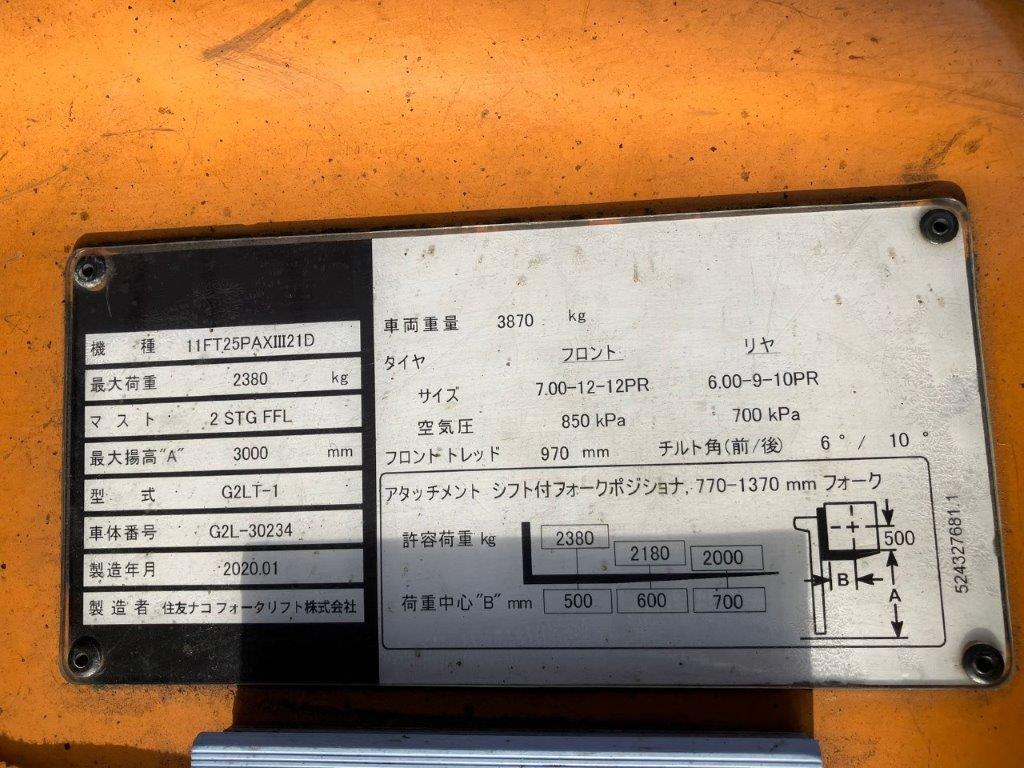 機種 11FT25PAXIII21D
最大荷重 2380 kg
マスト 2 STG FFL
最大揚高"A" 3000 mm
型式 G2LT-1
車体番号 G2L-30234
製造年月 2020.01
製造者 住友ナコ フォークリフト株式会社
車両重量 3870 kg
タイヤ フロント リヤ
サイズ 7.00-12-12PR 6.00-9-10PR
空気圧 850 kPa 700 kPa
フロントトレッド 970 mm チルト角(前/後) 6° / 10°
アタッチメント シフト付フォークポジショナ, 770-1370 mm フォーク
許容荷重 kg 2380 2180 2000
荷重中心"B" mm 500 600 700
500
B
A
524327681.1